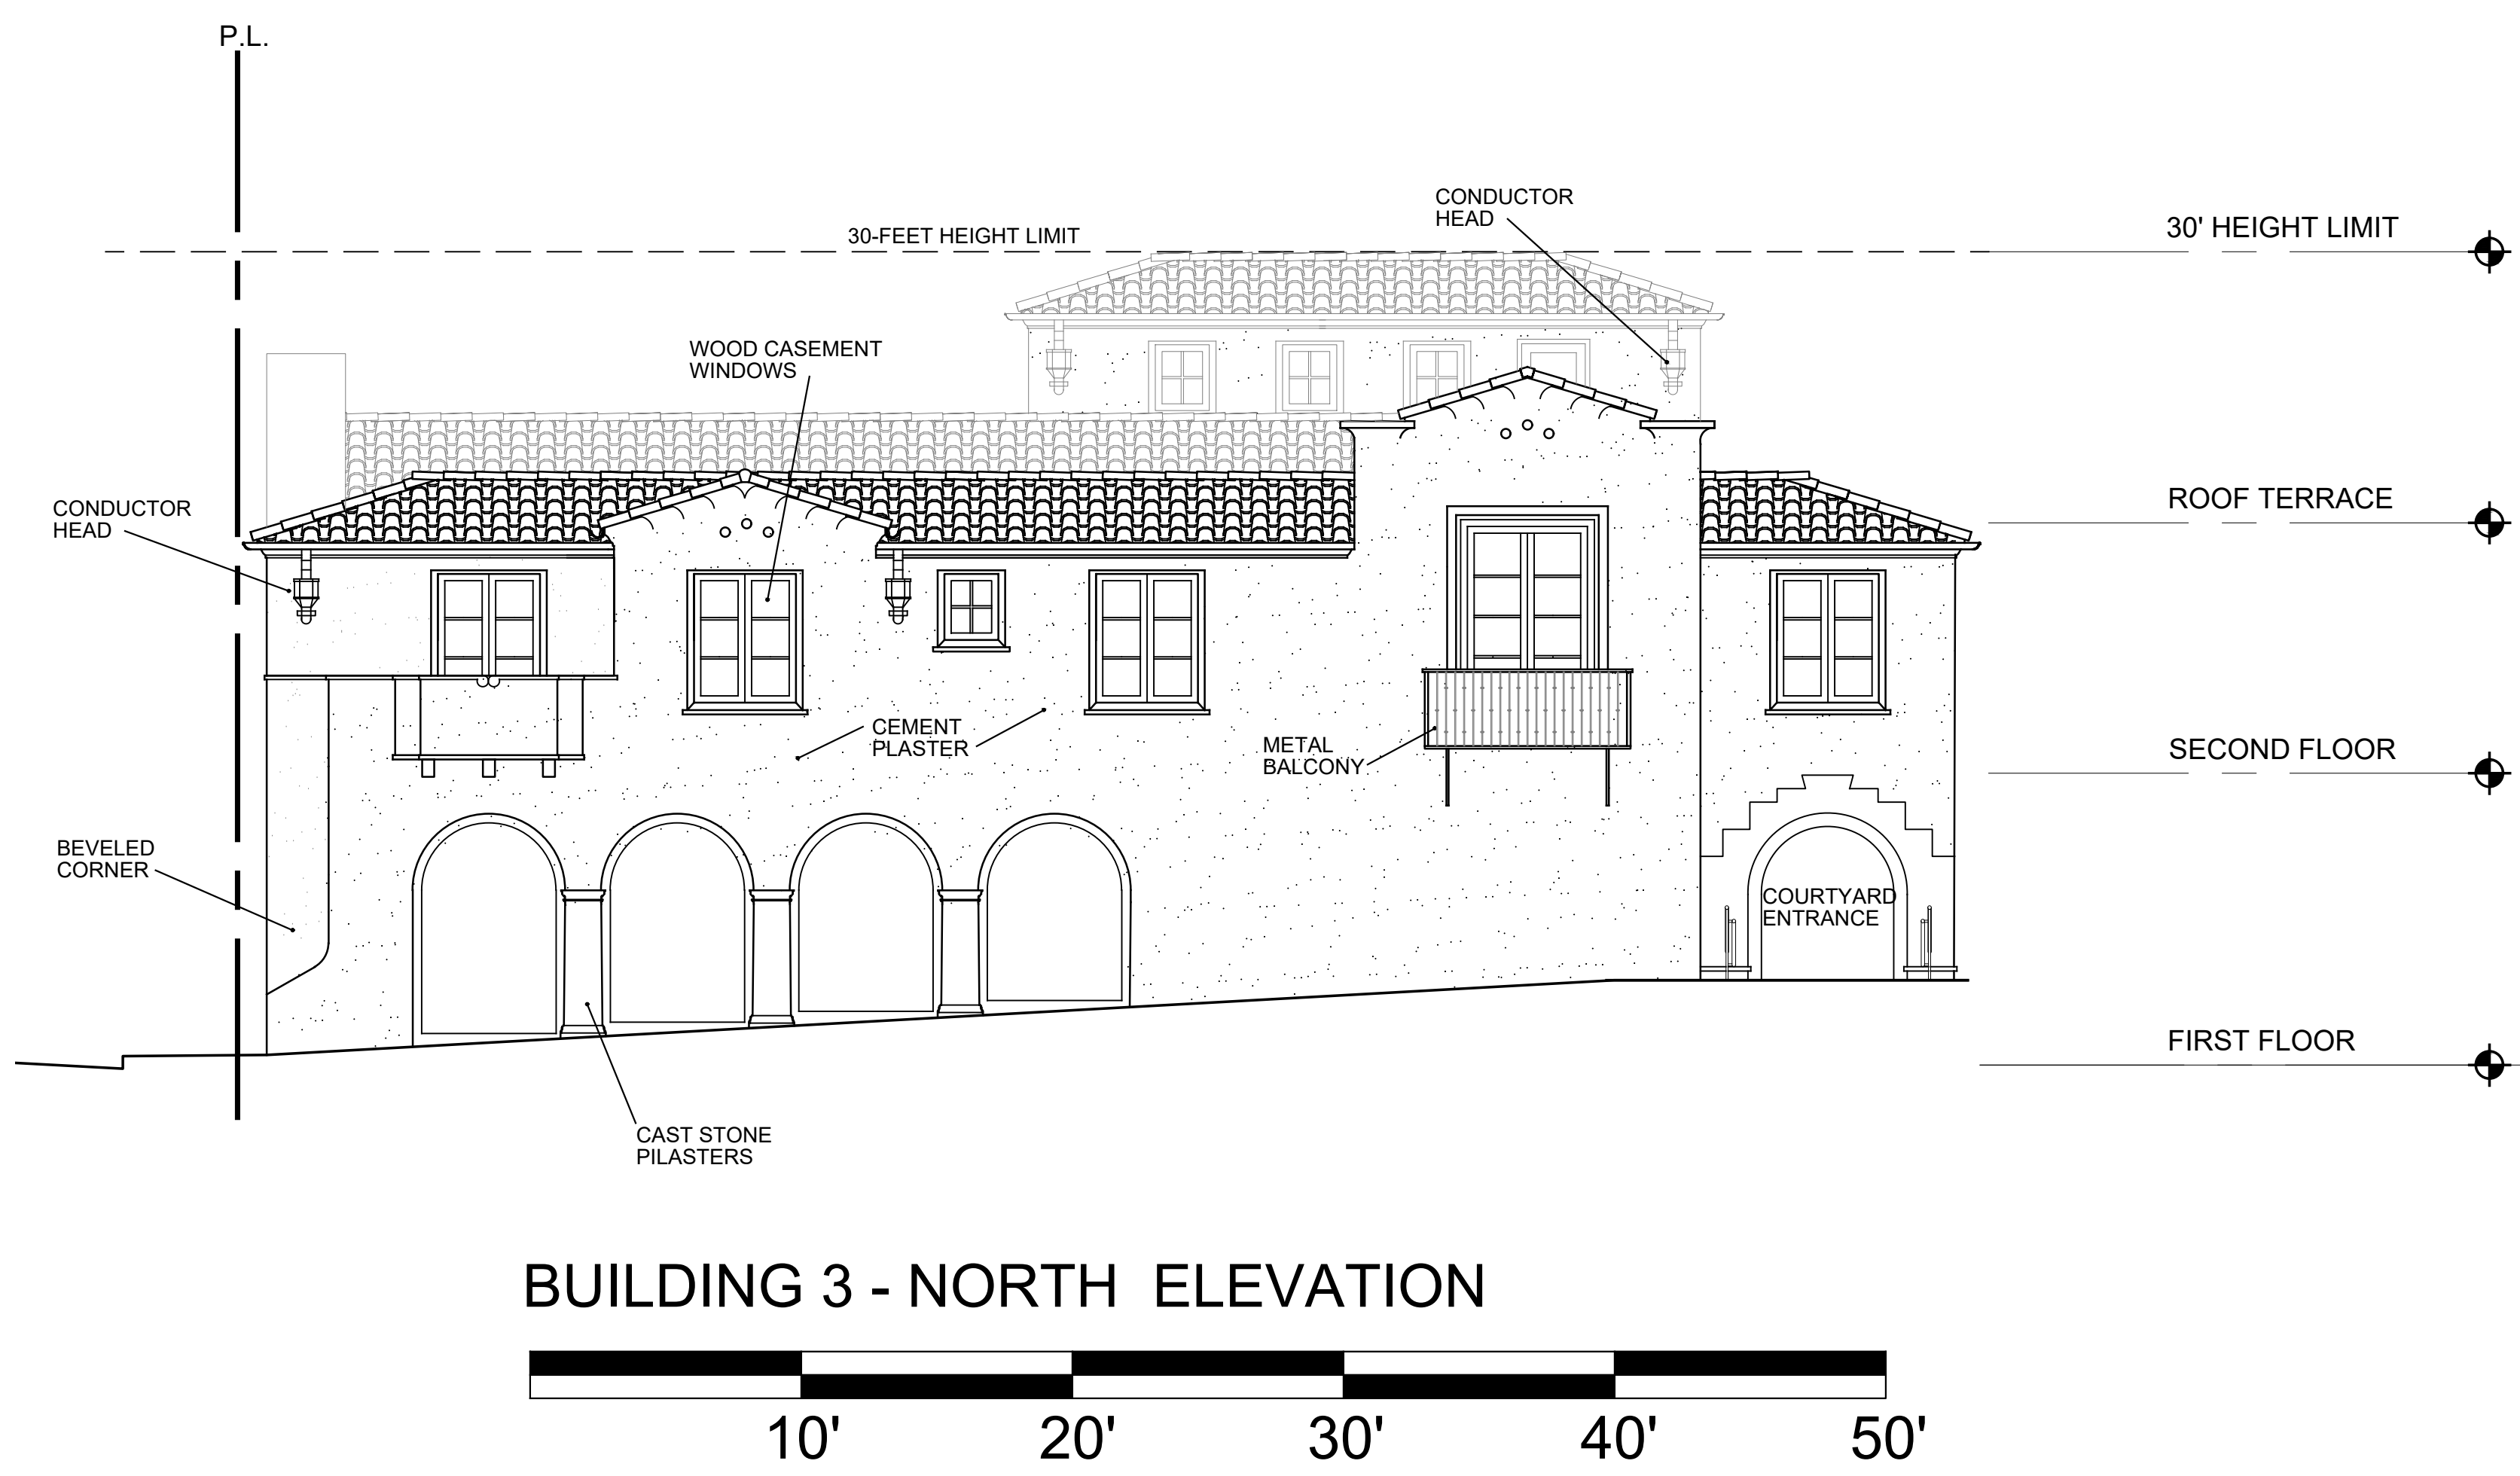 P.L.
CONDUCTOR
HEAD
30' HEIGHT LIMIT
30-FEET HEIGHT LIMIT
WOOD CASEMENT
WINDOWS
ROOF TERRACE
CONDUCTOR
HEAD
CEMENT
PLASTER
METAL
BALCONY
SECOND FLOOR
BEVELED
CORNER
COURTYARD
ENTRANCE
FIRST FLOOR
CAST STONE
PILASTERS
BUILDING 3 - NORTH ELEVATION
10' 20' 30' 40' 50'